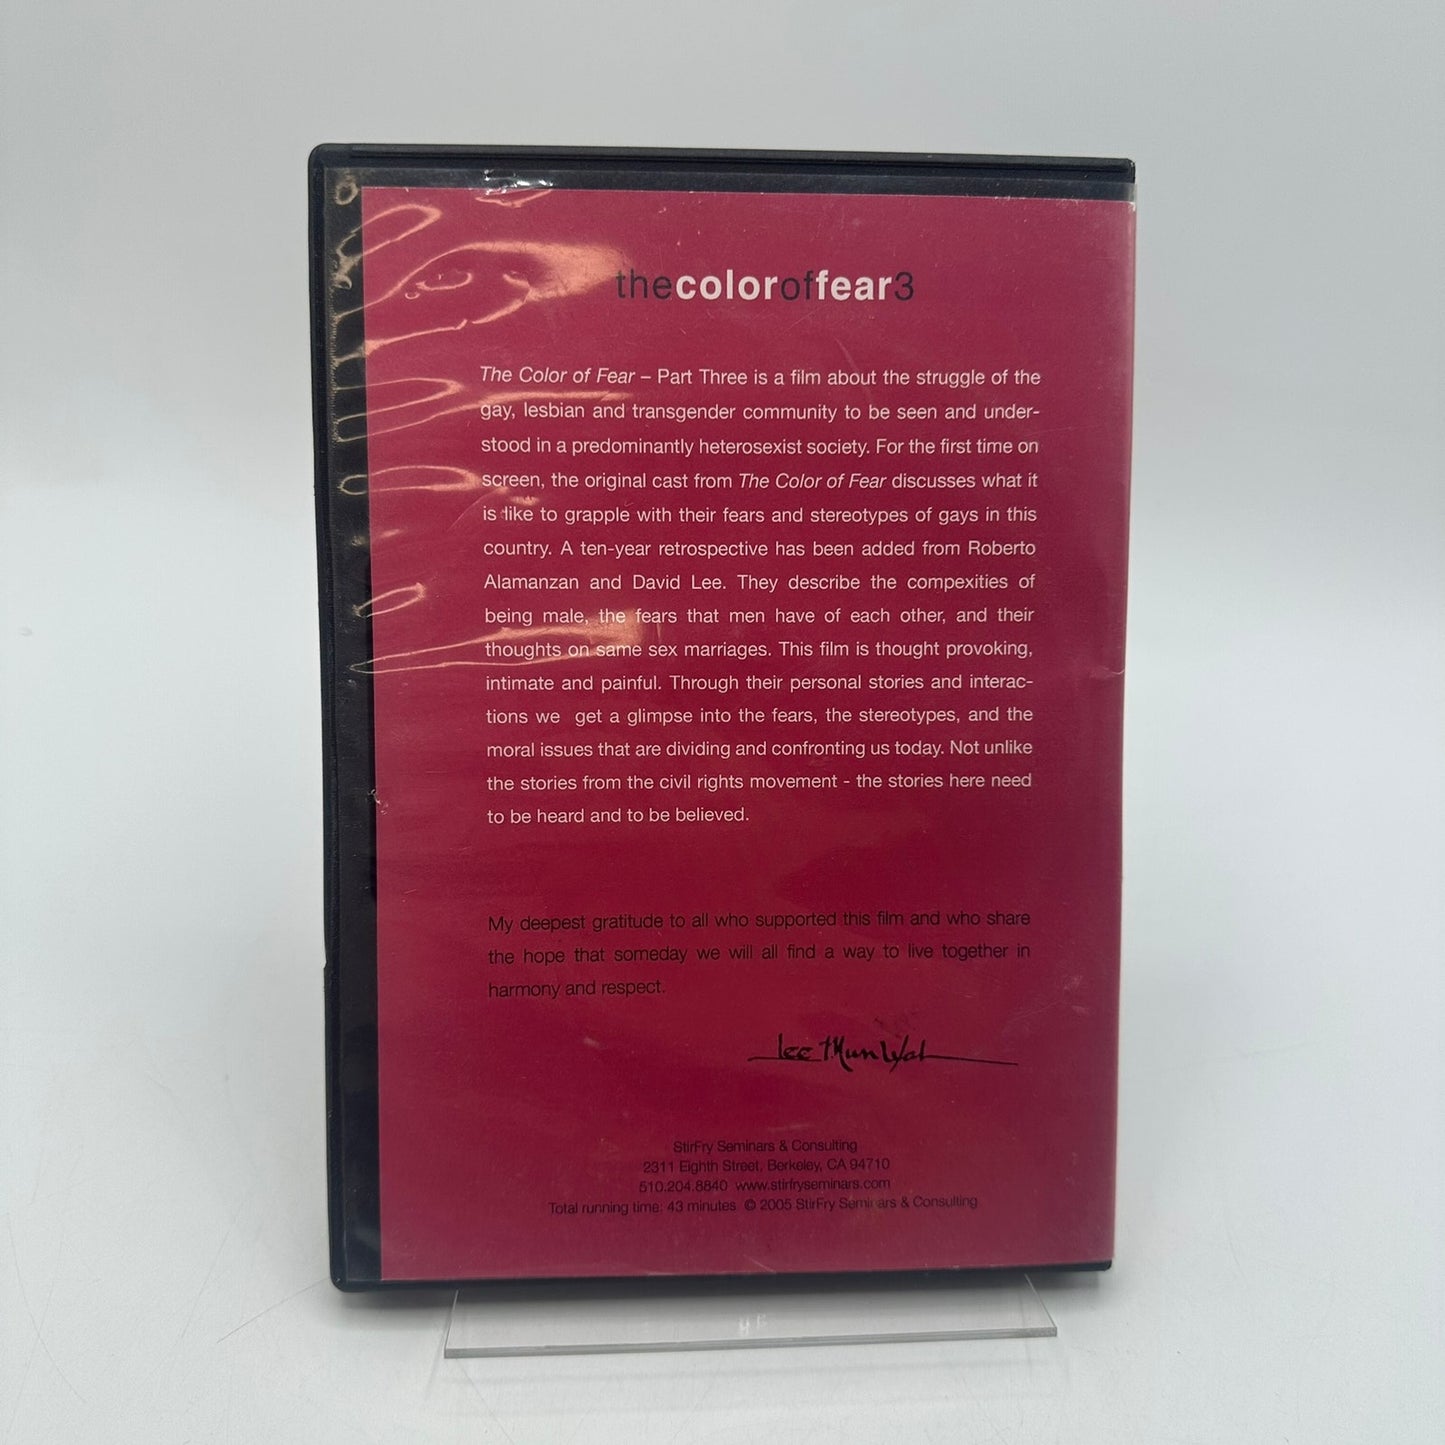 thecoloroffear3
The Color of Fear – Part Three is a film about the struggle of the
gay, lesbian and transgender community to be seen and under-
stood in a predominantly heterosexist society. For the first time on
screen, the original cast from The Color of Fear discusses what it
is like to grapple with their fears and stereotypes of gays in this
country. A ten-year retrospective has been added from Roberto
Alamanzan and David Lee. They describe the compexities of
being male, the fears that men have of each other, and their
thoughts on same sex marriages. This film is thought provoking,
intimate and painful. Through their personal stories and interac-
tions we get a glimpse into the fears, the stereotypes, and the
moral issues that are dividing and confronting us today. Not unlike
the stories from the civil rights movement - the stories here need
to be heard and to be believed.
My deepest gratitude to all who supported this film and who share
the hope that someday we will all find a way to live together in
harmony and respect.
Lee Mun Wah
StirFry Seminars & Consulting
2311 Eighth Street, Berkeley, CA 94710
510.204.8840 www.stirfryseminars.com
Total running time: 43 minutes © 2005 StirFry Seminars & Consulting